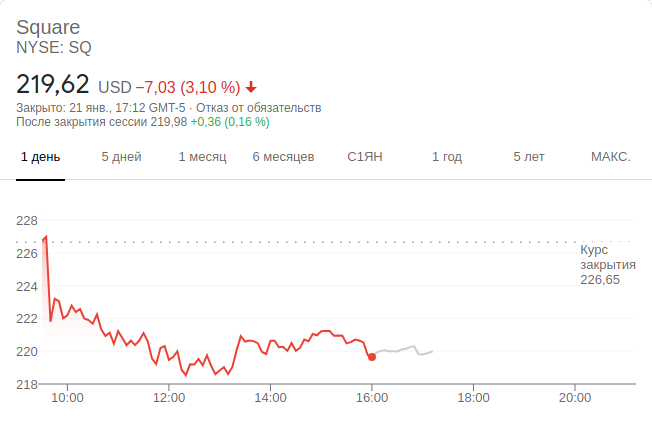 Square
NYSE: SQ
219,62 USD −7,03 (3,10 %)
Закрыто: 21 янв., 17:12 GMT-5 · Отказ от обязательств
После закрытия сессии 219,98 +0,36 (0,16 %)
1 день 5 дней 1 месяц 6 месяцев С1ЯН 1 год 5 лет МАКС.
228
226
224
222
220
218
Курс
закрытия
226,65
10:00 12:00 14:00 16:00 18:00 20:00